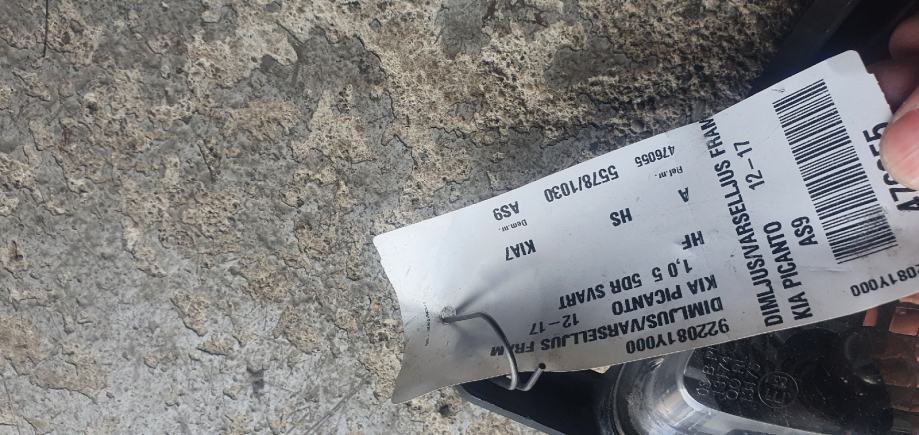 922081Y000
DIMLJUS/VARSELLJUS FRAM
KIA PICANTO 12-17
1,0 5 5DR SVART
HF HS KIA7
A Dem.nr. AS9
Ref.nr. 476055 5578/1030
DIMLJUS/VARSELLJUS FRAM
KIA PICANTO 12-17
AS9